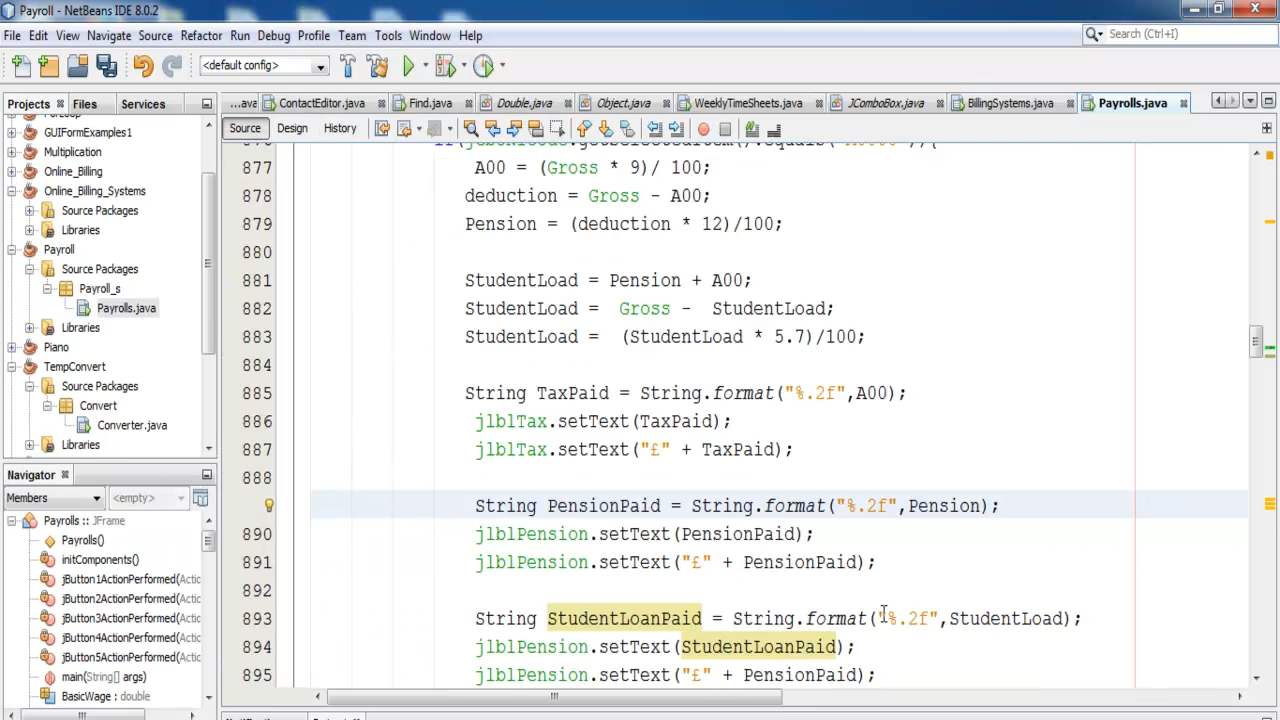 Payroll - NetBeans IDE 8.0.2
File Edit View Navigate Source Refactor Run Debug Profile Team Tools Window Help
Search (Ctrl+I)
<default config>
Projects Files Services
...ava ContactEditor.java Find.java Double.java Object.java WeeklyTimeSheets.java JComboBox.java BillingSystems.java Payrolls.java
Source Design History
GUIFormExamples1
Multiplication
Online_Billing
Online_Billing_Systems
Source Packages
Libraries
Payroll
Source Packages
Payroll_s
Payrolls.java
Libraries
Piano
TempConvert
Source Packages
Convert
Converter.java
Libraries
Navigator
Members <empty>
Payrolls :: JFrame
Payrolls()
initComponents()
jButton1ActionPerformed(Actic
jButton2ActionPerformed(Actic
jButton3ActionPerformed(Actic
jButton4ActionPerformed(Actic
jButton5ActionPerformed(Actic
main(String[] args)
BasicWage : double
877 A00 = (Gross * 9)/ 100;
878 deduction = Gross - A00;
879 Pension = (deduction * 12)/100;
880
881 StudentLoad = Pension + A00;
882 StudentLoad = Gross - StudentLoad;
883 StudentLoad = (StudentLoad * 5.7)/100;
884
885 String TaxPaid = String.format("%.2f",A00);
886 jlblTax.setText(TaxPaid);
887 jlblTax.setText("£" + TaxPaid);
888
String PensionPaid = String.format("%.2f",Pension);
890 jlblPension.setText(PensionPaid);
891 jlblPension.setText("£" + PensionPaid);
892
893 String StudentLoanPaid = String.format("%.2f",StudentLoad);
894 jlblPension.setText(StudentLoanPaid);
895 jlblPension.setText("£" + PensionPaid);